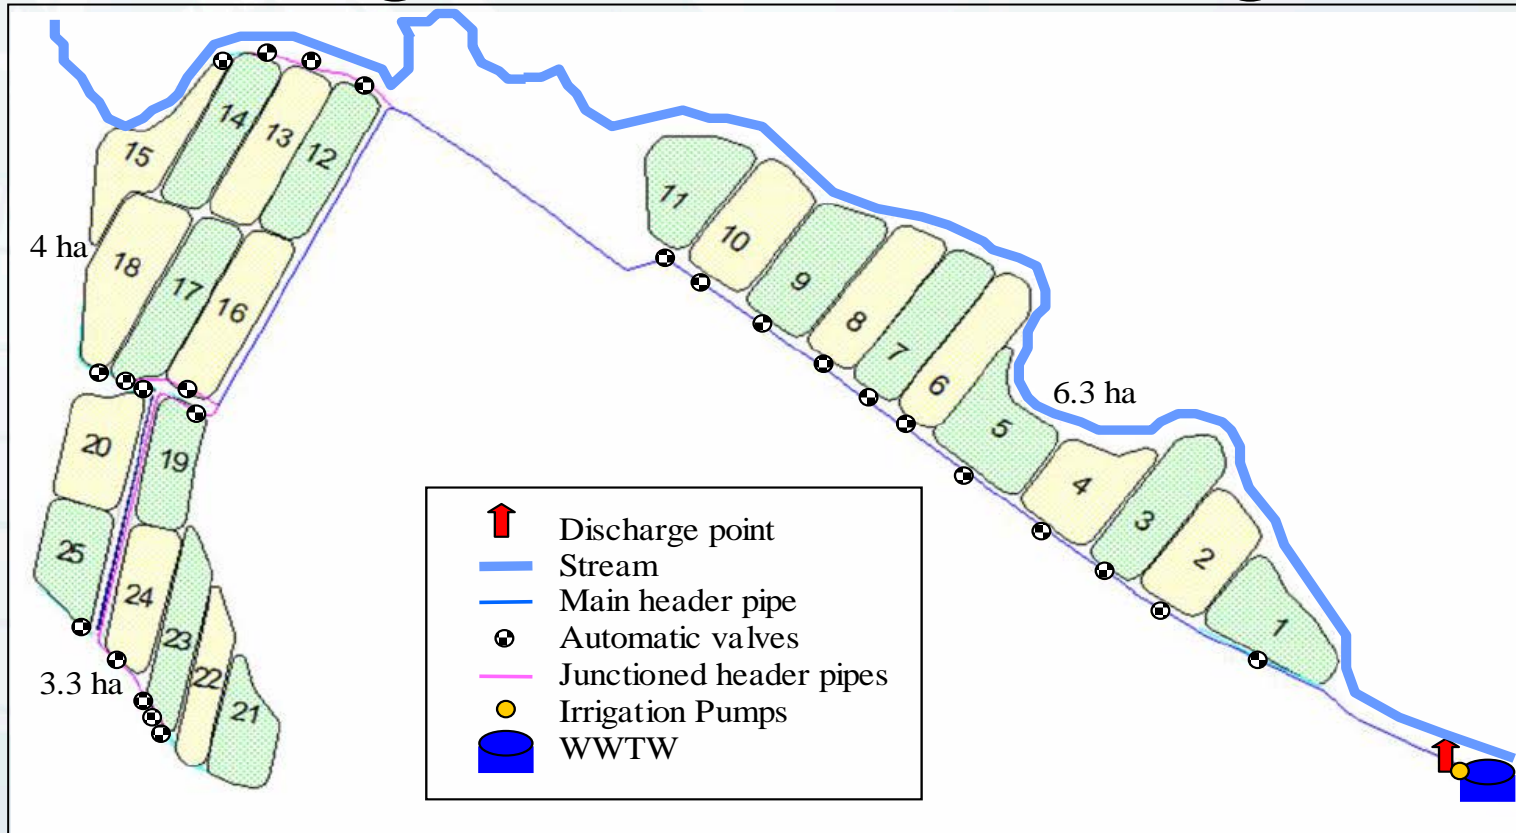 14
13
12
15
11
10
4 ha
18
17
16
9
8
7
6
6.3 ha
5
20
19
4
3
25
2
24
23
1
3.3 ha
22
21
Discharge point
Stream
Main header pipe
Automatic valves
Junctioned header pipes
Irrigation Pumps
WWTW